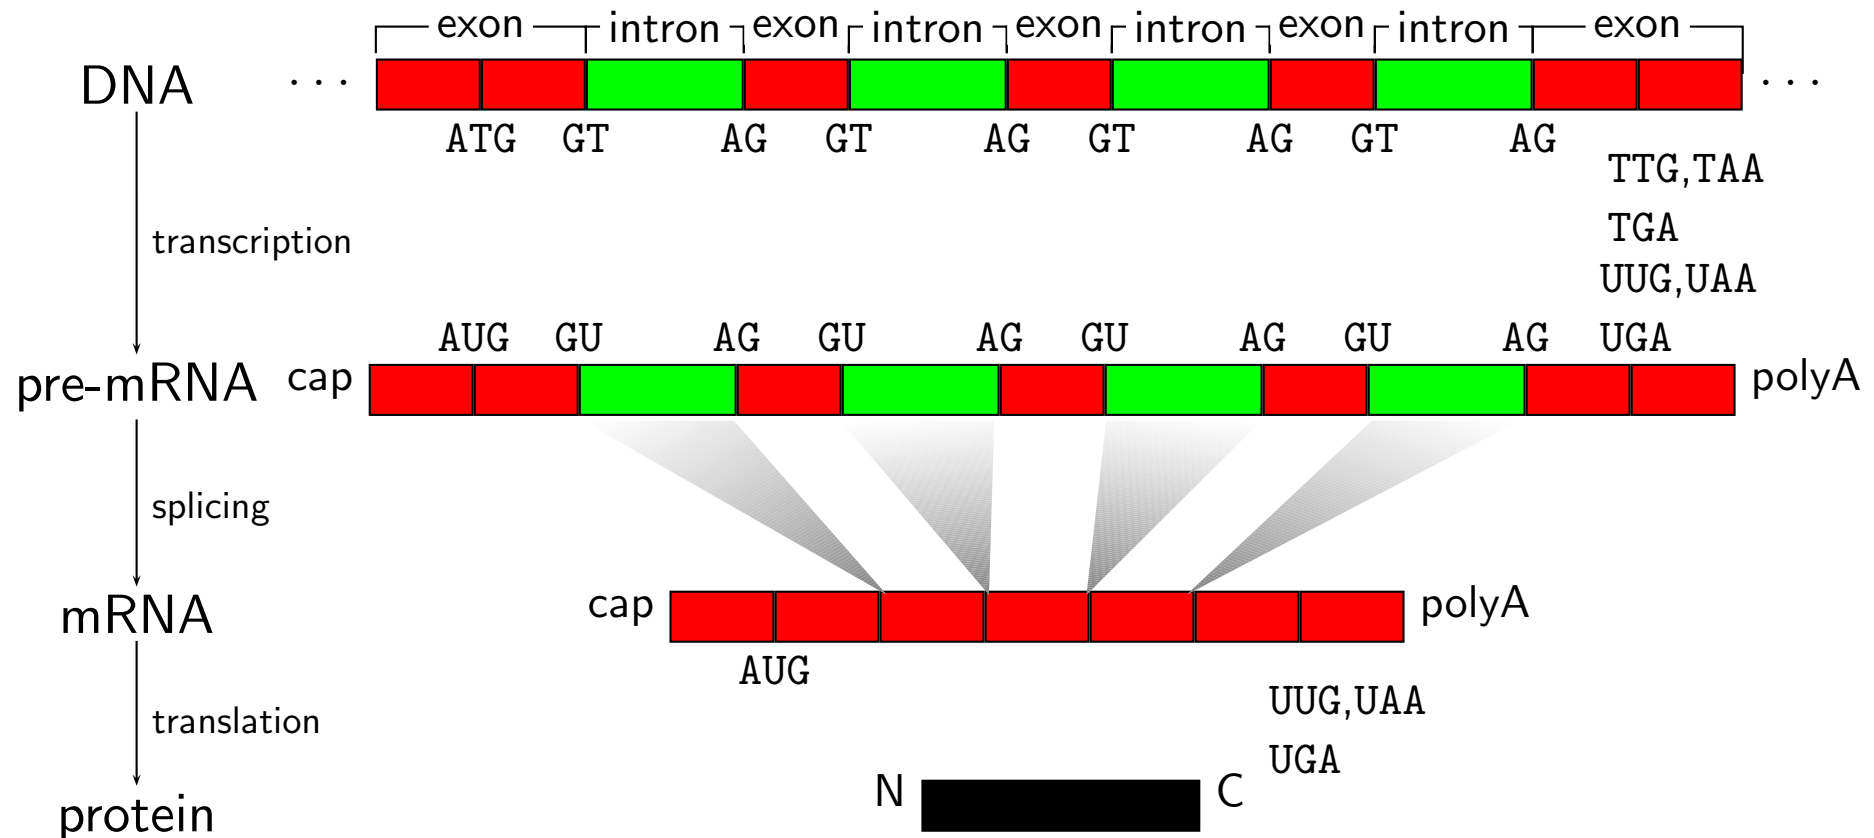 exon intron exon intron exon intron exon intron exon
DNA ... ...
ATG GT AG GT AG GT AG GT AG
TTG,TAA
TGA
transcription
UUG,UAA
AUG GU AG GU AG GU AG GU AG UGA
pre-mRNA cap polyA
splicing
mRNA cap polyA
AUG
UUG,UAA
translation
UGA
N C
protein